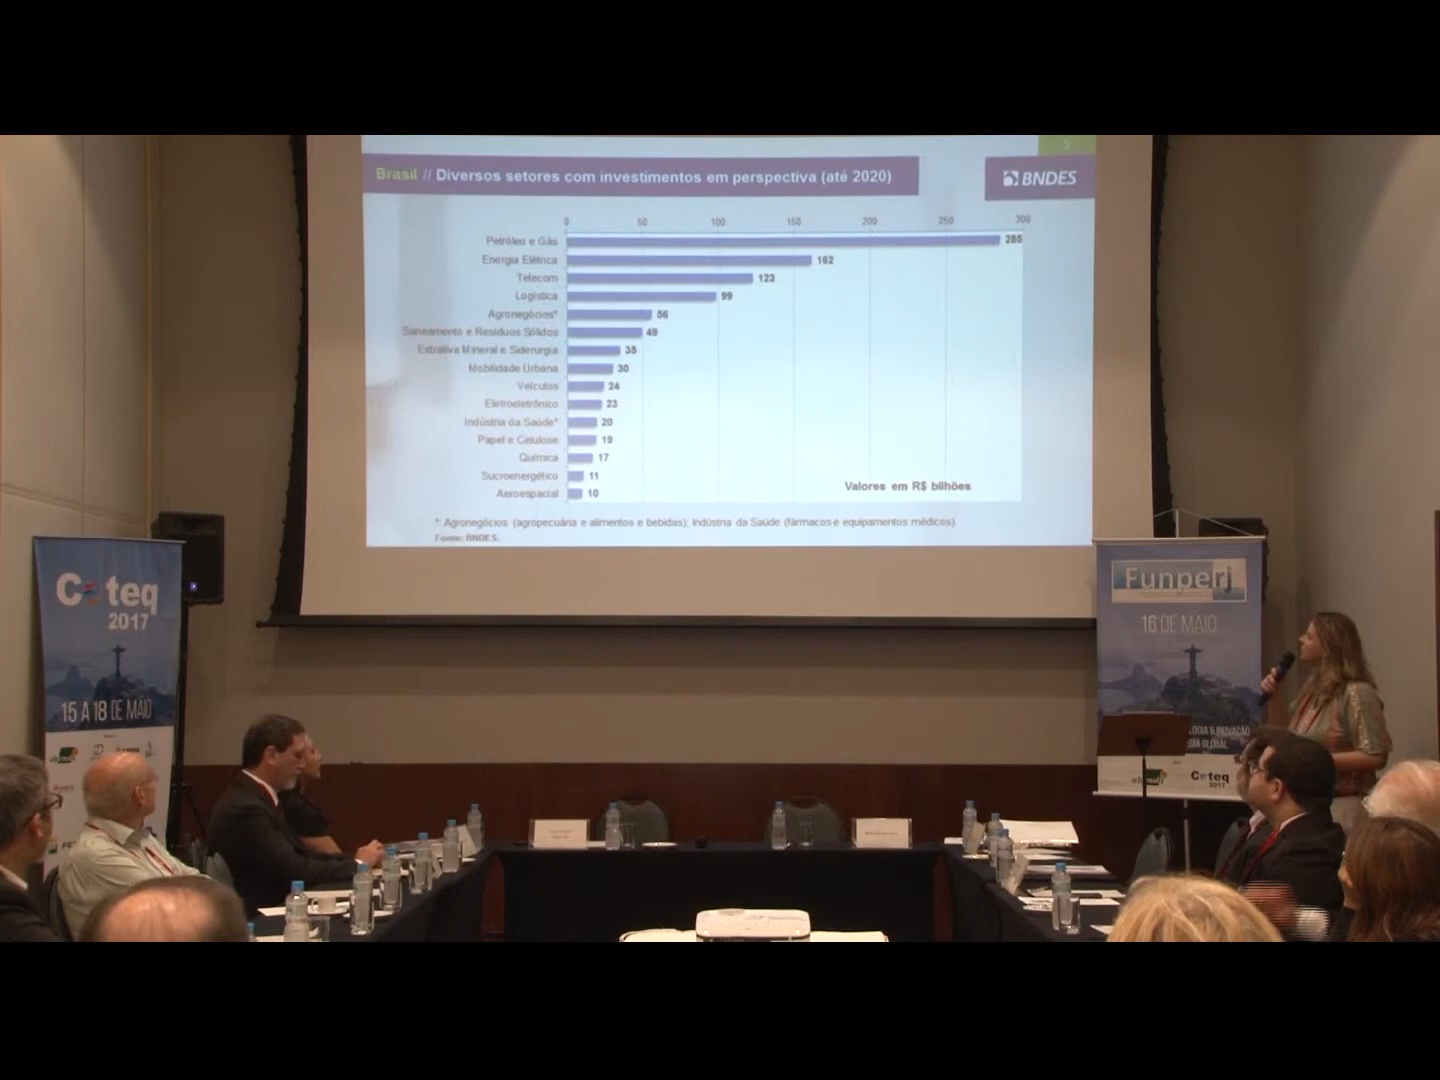 5
Brasil // Diversos setores com investimentos em perspectiva (até 2020)
BNDES
0 50 100 150 200 250 300
Petróleo e Gás 285
Energia Elétrica 162
Telecom 123
Logística 99
Agronegócios* 56
Saneamento e Resíduos Sólidos 49
Extrativa Mineral e Siderurgia 35
Mobilidade Urbana 30
Veículos 24
Eletroeletrônico 23
Indústria da Saúde* 20
Papel e Celulose 19
Química 17
Sucroenergético 11
Aeroespacial 10
Valores em R$ bilhões
*: Agronegócios (agropecuária e alimentos e bebidas); Indústria da Saúde (fármacos e equipamentos médicos).
Fonte: BNDES.
Coteq
2017
15 A 18 DE MAIO
Funperj
16 DE MAIO
LOGIA & INOVAÇÃO
GIA GLOBAL
Coteq
2017